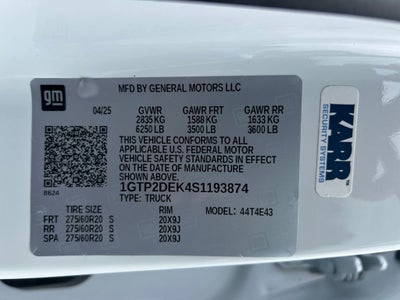 gm
MFD BY GENERAL MOTORS LLC
04/25 GVWR GAWR FRT GAWR RR
2835 KG 1588 KG 1633 KG
6250 LB 3500 LB 3600 LB
THIS VEHICLE CONFORMS TO ALL
APPLICABLE U.S. FEDERAL MOTOR
VEHICLE SAFETY STANDARDS IN EFFECT
ON THE DATE OF MANUFACTURE SHOWN ABOVE.
1GTP2DEK4S1193874
TYPE: TRUCK MODEL: 44T4E43
8624
TIRE SIZE RIM
FRT 275/60R20 S 20X9J
RR 275/60R20 S 20X9J
SPA 275/60R20 S 20X9J
KARR
SECURITY SYSTEMS